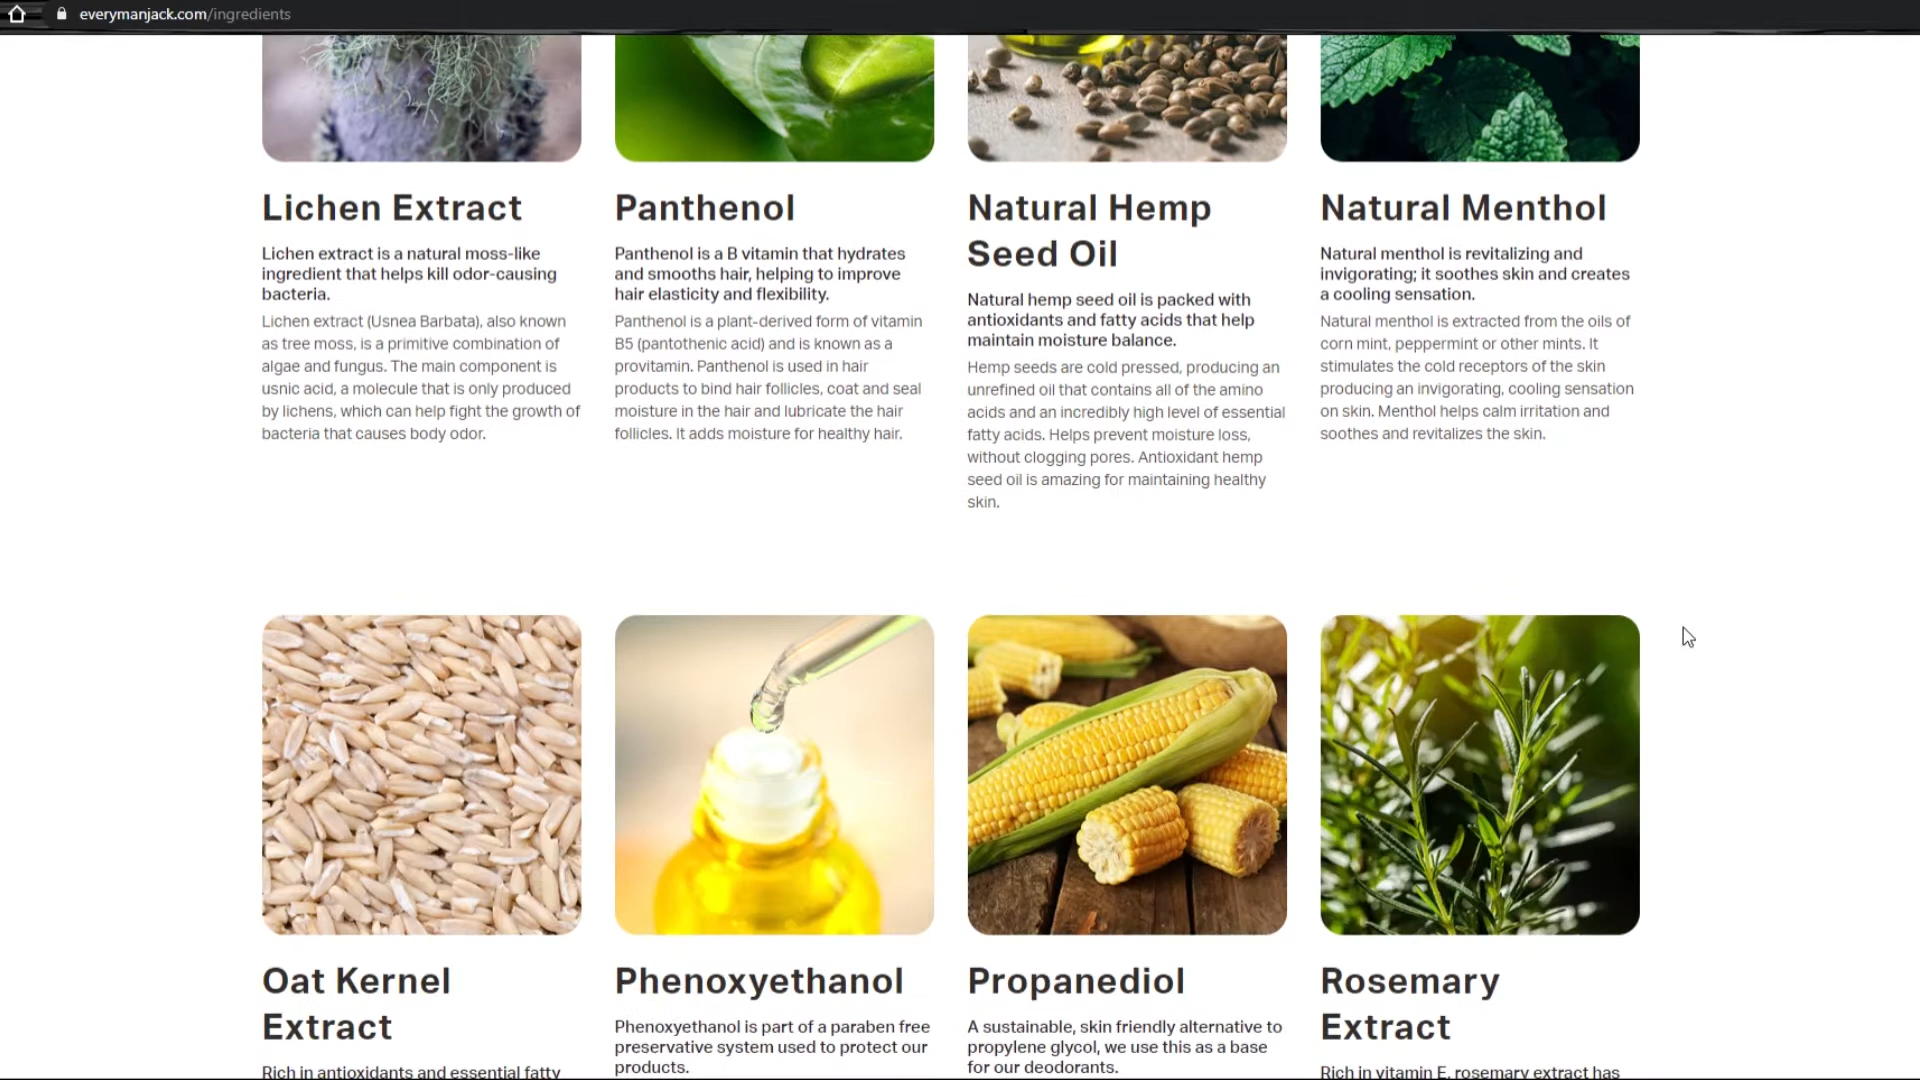 everymanjack.com/ingredients
Lichen Extract
Lichen extract is a natural moss-like
ingredient that helps kill odor-causing
bacteria.
Lichen extract (Usnea Barbata), also known
as tree moss, is a primitive combination of
algae and fungus. The main component is
usnic acid, a molecule that is only produced
by lichens, which can help fight the growth of
bacteria that causes body odor.
Panthenol
Panthenol is a B vitamin that hydrates
and smooths hair, helping to improve
hair elasticity and flexibility.
Panthenol is a plant-derived form of vitamin
B5 (pantothenic acid) and is known as a
provitamin. Panthenol is used in hair
products to bind hair follicles, coat and seal
moisture in the hair and lubricate the hair
follicles. It adds moisture for healthy hair.
Natural Hemp
Seed Oil
Natural hemp seed oil is packed with
antioxidants and fatty acids that help
maintain moisture balance.
Hemp seeds are cold pressed, producing an
unrefined oil that contains all of the amino
acids and an incredibly high level of essential
fatty acids. Helps prevent moisture loss,
without clogging pores. Antioxidant hemp
seed oil is amazing for maintaining healthy
skin.
Natural Menthol
Natural menthol is revitalizing and
invigorating; it soothes skin and creates
a cooling sensation.
Natural menthol is extracted from the oils of
corn mint, peppermint or other mints. It
stimulates the cold receptors of the skin
producing an invigorating, cooling sensation
on skin. Menthol helps calm irritation and
soothes and revitalizes the skin.
Oat Kernel
Extract
Rich in antioxidants and essential fatty
Phenoxyethanol
Phenoxyethanol is part of a paraben free
preservative system used to protect our
products.
Propanediol
A sustainable, skin friendly alternative to
propylene glycol, we use this as a base
for our deodorants.
Rosemary
Extract
Rich in vitamin E, rosemary extract has